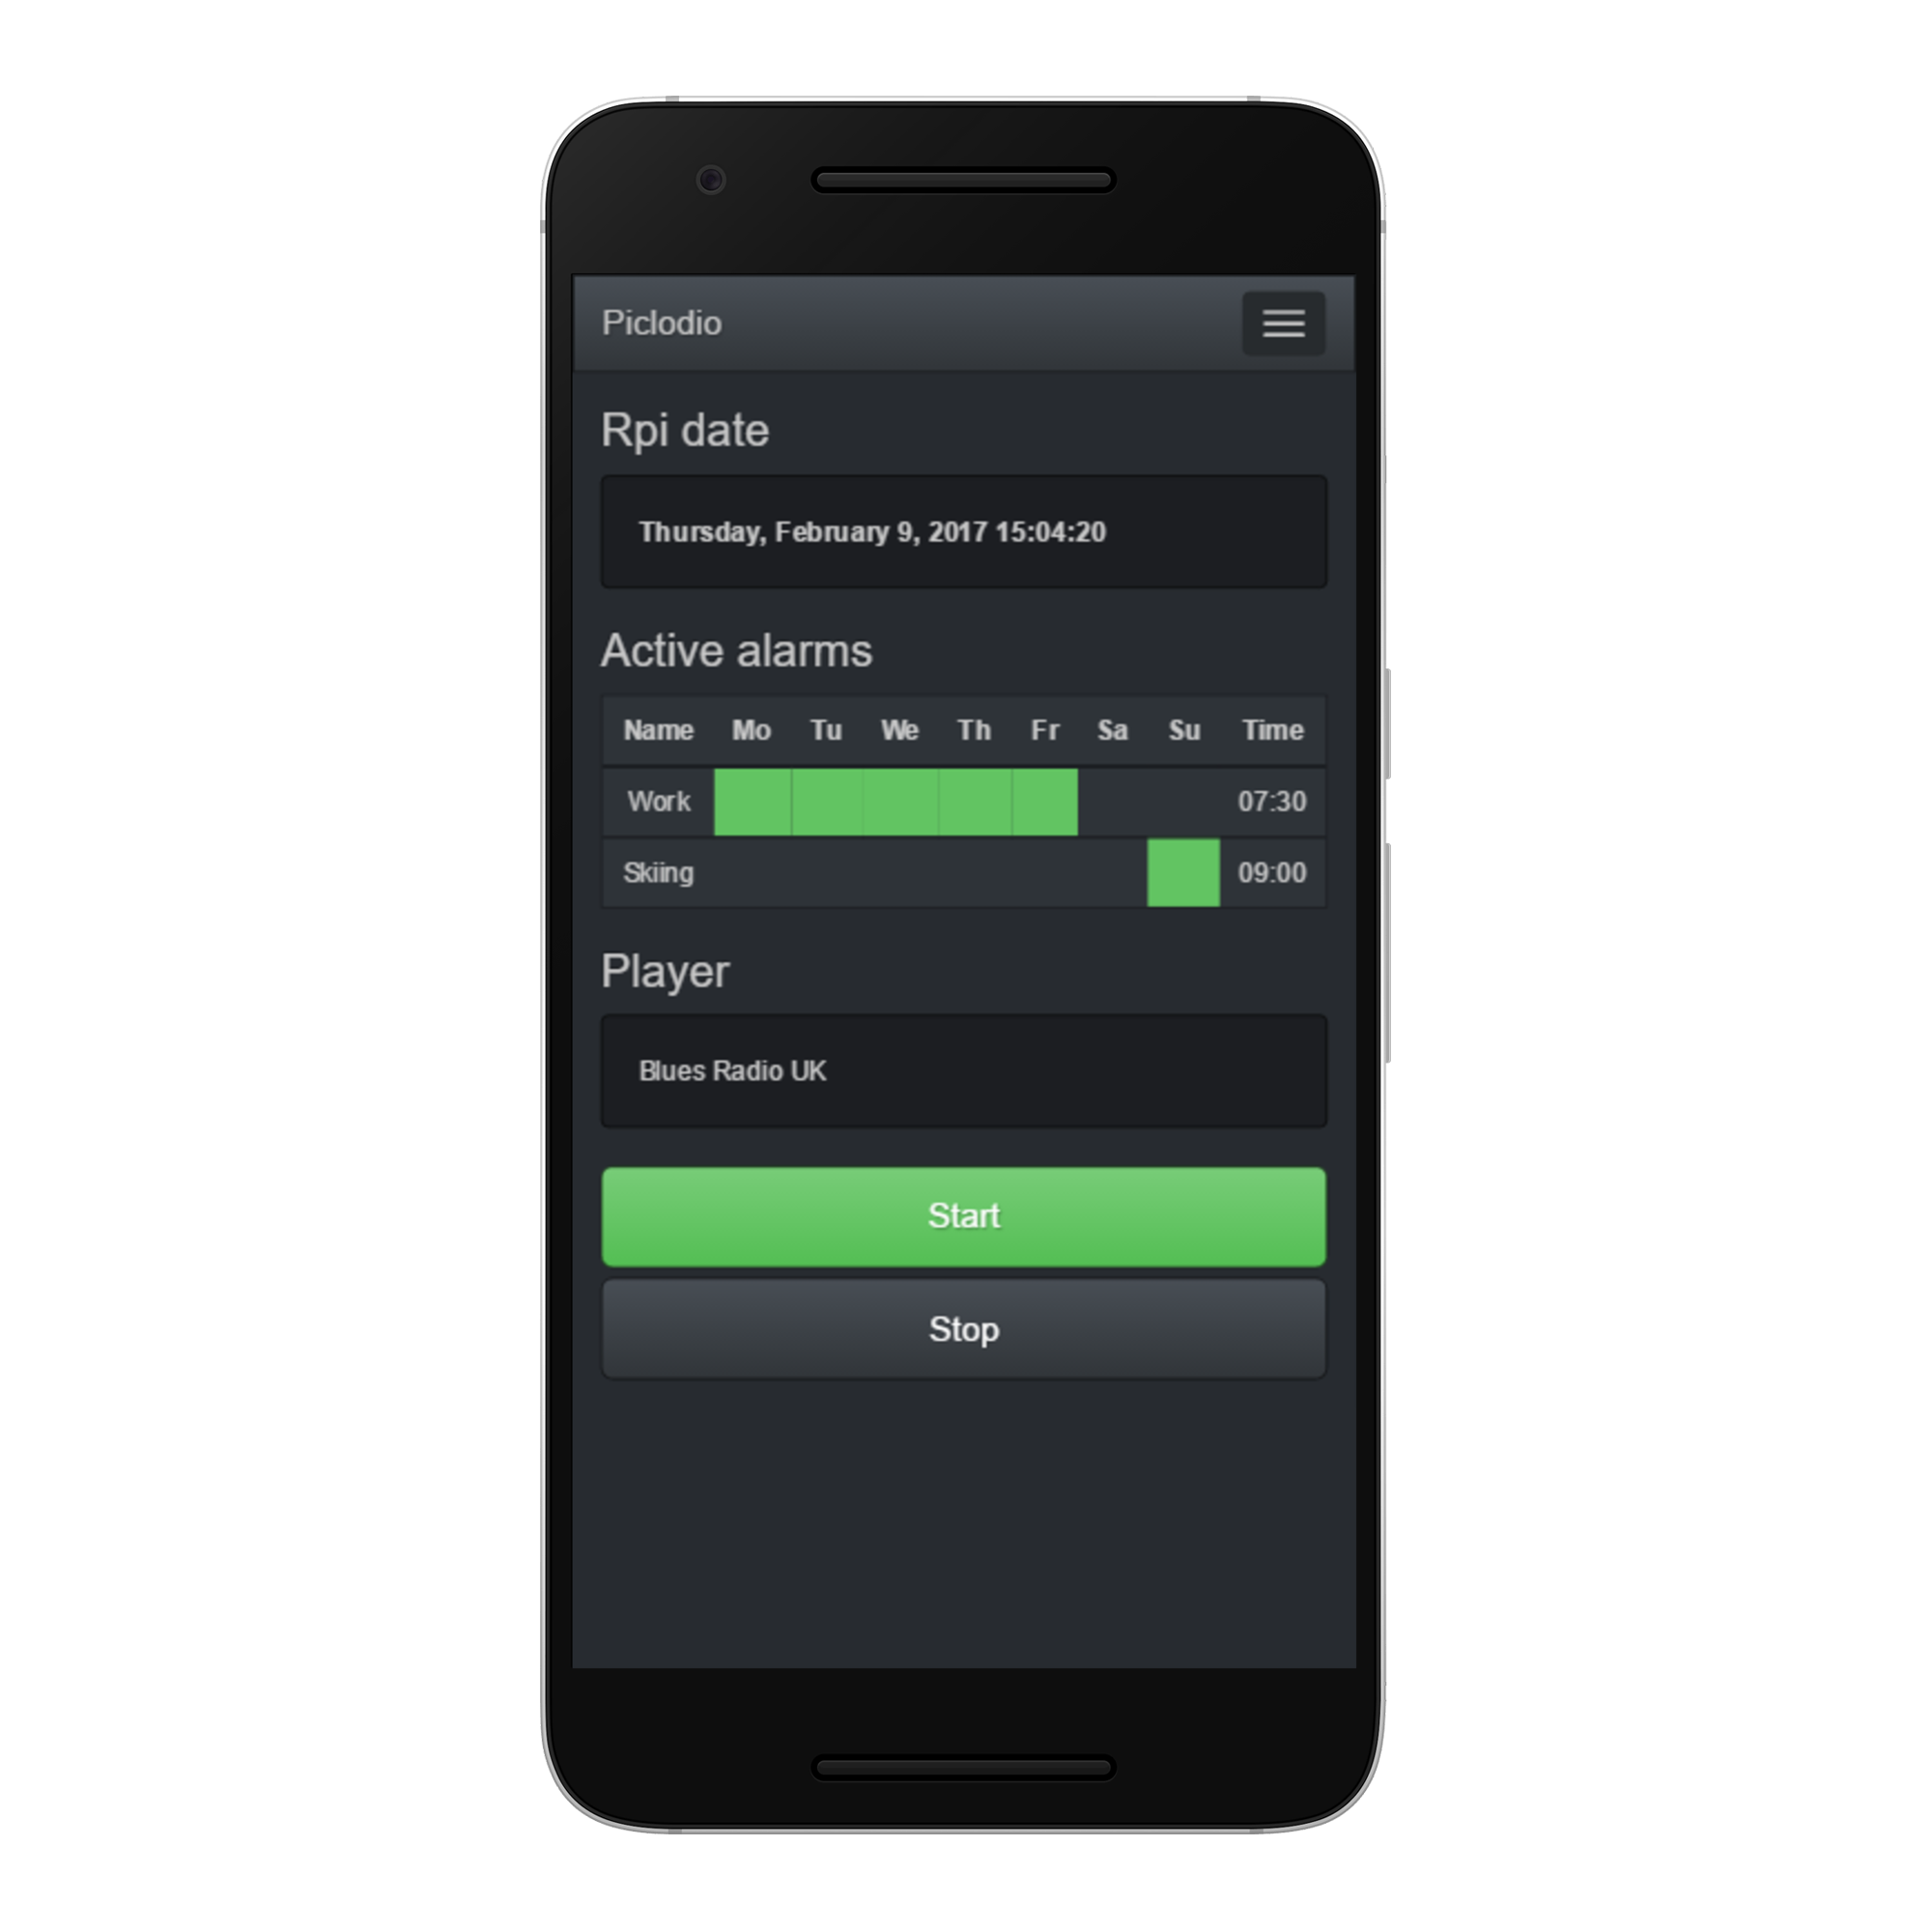 Piclodio
Rpi date
Thursday, February 9, 2017 15:04:20
Active alarms
Name Mo Tu We Th Fr Sa Su Time
Work 07:30
Skiing 09:00
Player
Blues Radio UK
Start
Stop